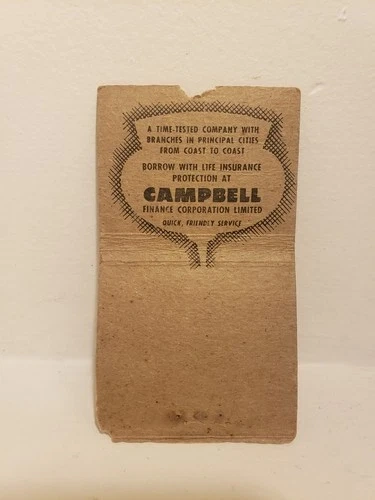 A TIME-TESTED COMPANY WITH
BRANCHES IN PRINCIPAL CITIES
FROM COAST TO COAST
BORROW WITH LIFE INSURANCE
PROTECTION AT
CAMPBELL
FINANCE CORPORATION LIMITED
QUICK, FRIENDLY SERVICE